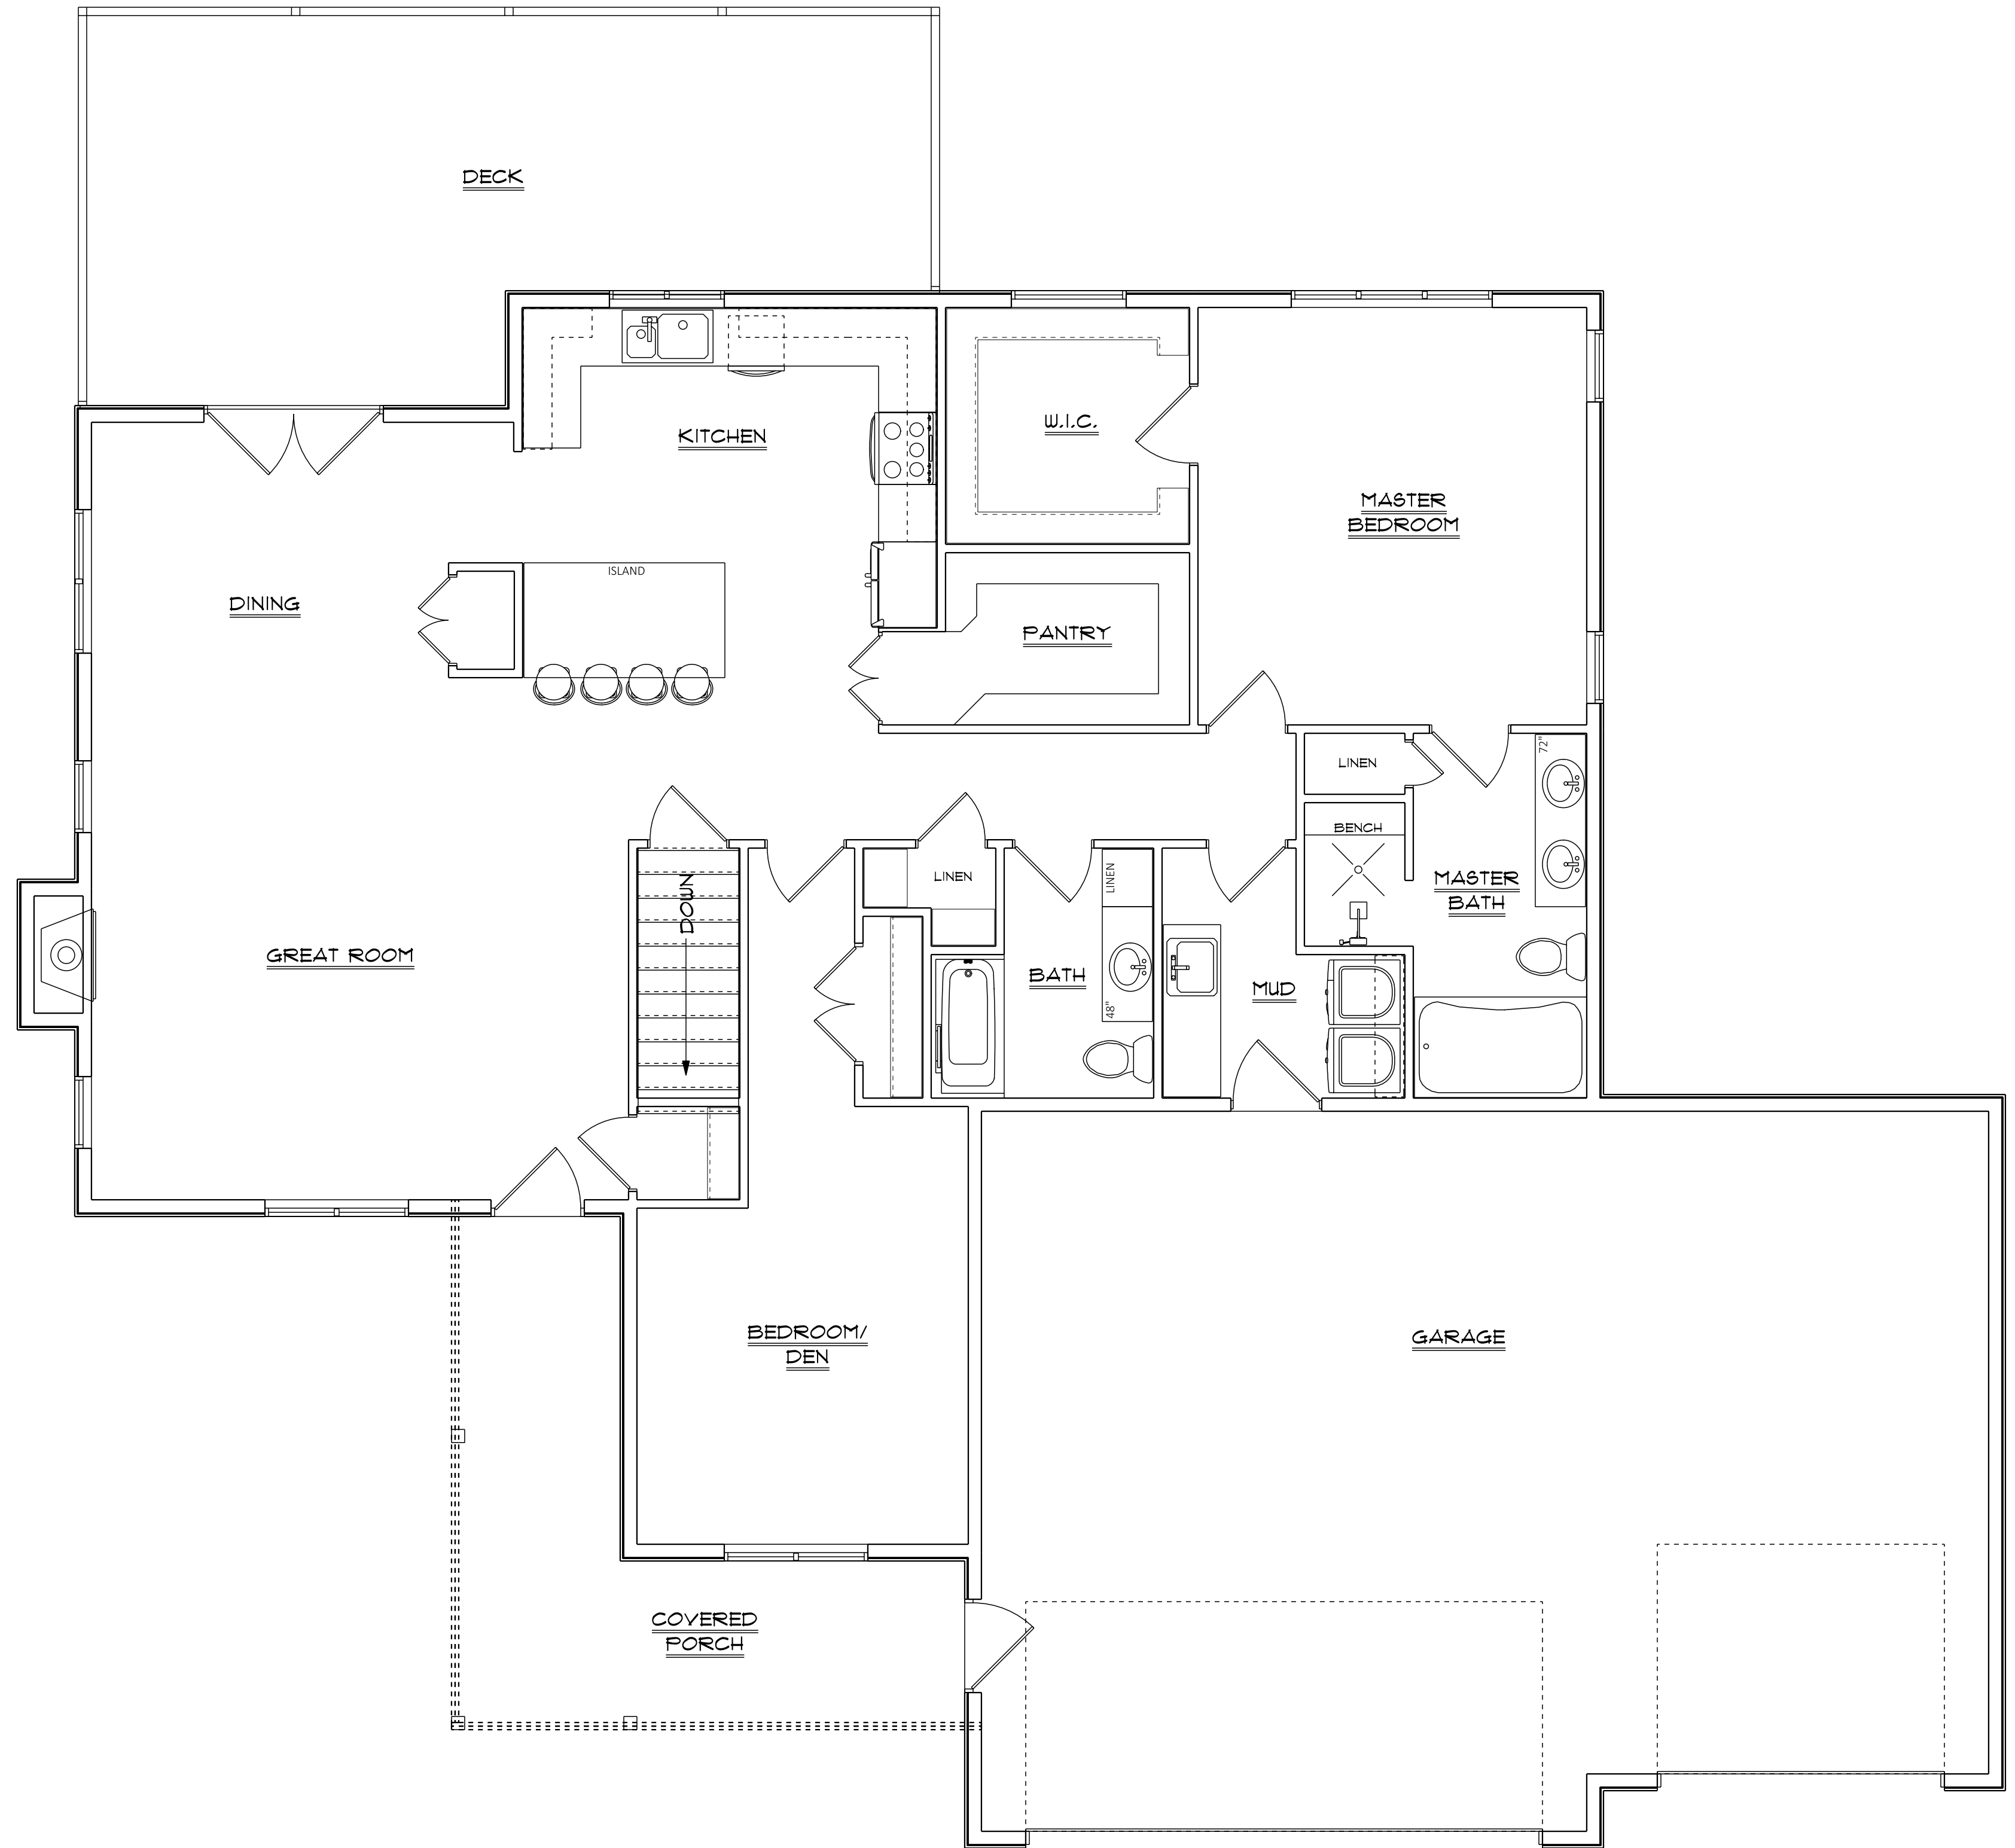 DECK
KITCHEN
W.I.C.
MASTER
BEDROOM
ISLAND
DINING
PANTRY
72"
LINEN
BENCH
DOWN
LINEN
LINEN
MASTER
BATH
GREAT ROOM
BATH
MUD
48"
BEDROOM/
DEN
GARAGE
COVERED
PORCH